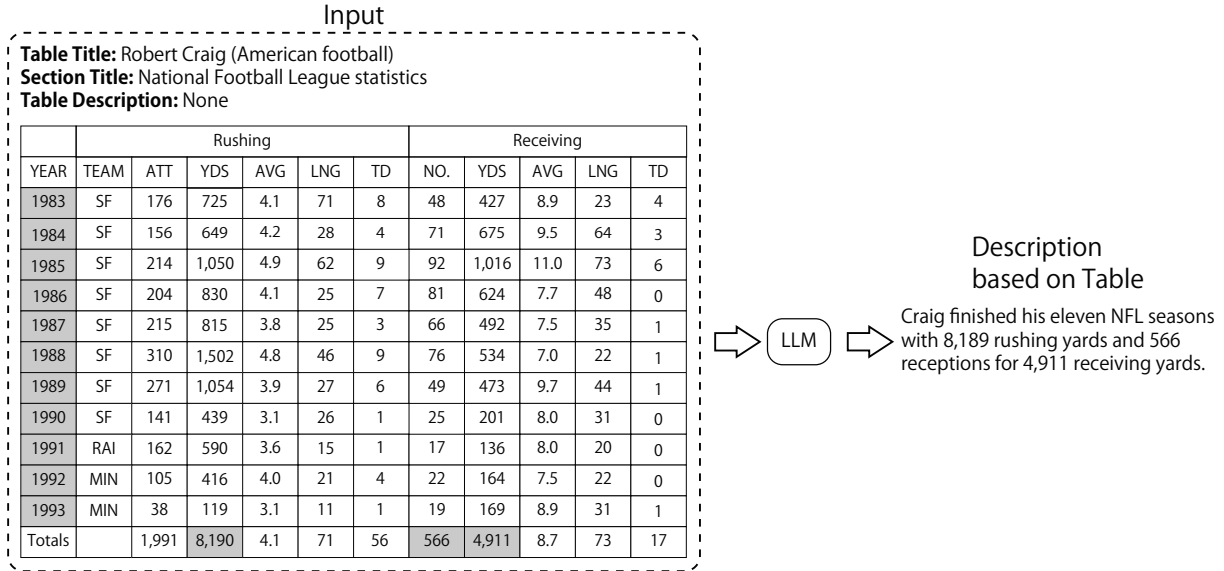 Input
Table Title: Robert Craig (American football)
Section Title: National Football League statistics
Table Description: None
Rushing Receiving
YEAR TEAM ATT YDS AVG LNG TD NO. YDS AVG LNG TD
1983 SF 176 725 4.1 71 8 48 427 8.9 23 4
1984 SF 156 649 4.2 28 4 71 675 9.5 64 3
1985 SF 214 1,050 4.9 62 9 92 1,016 11.0 73 6
1986 SF 204 830 4.1 25 7 81 624 7.7 48 0
1987 SF 215 815 3.8 25 3 66 492 7.5 35 1
1988 SF 310 1,502 4.8 46 9 76 534 7.0 22 1
1989 SF 271 1,054 3.9 27 6 49 473 9.7 44 1
1990 SF 141 439 3.1 26 1 25 201 8.0 31 0
1991 RAI 162 590 3.6 15 1 17 136 8.0 20 0
1992 MIN 105 416 4.0 21 4 22 164 7.5 22 0
1993 MIN 38 119 3.1 11 1 19 169 8.9 31 1
Totals 1,991 8,190 4.1 71 56 566 4,911 8.7 73 17
LLM
Description
based on Table
Craig finished his eleven NFL seasons
with 8,189 rushing yards and 566
receptions for 4,911 receiving yards.